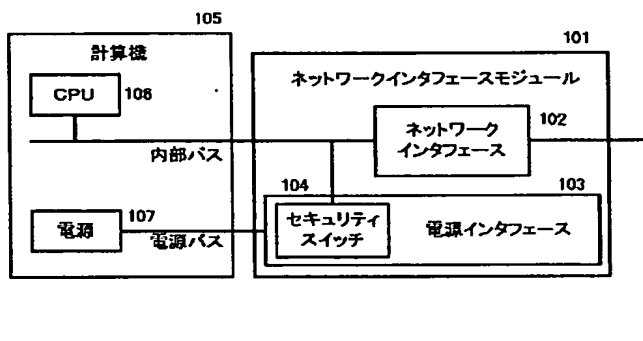 105
計算機
101
ネットワークインタフェースモジュール
CPU
106
102
ネットワーク
インタフェース
内部バス
104
103
107
電源
電源バス
セキュリティ
スイッチ
電源インタフェース